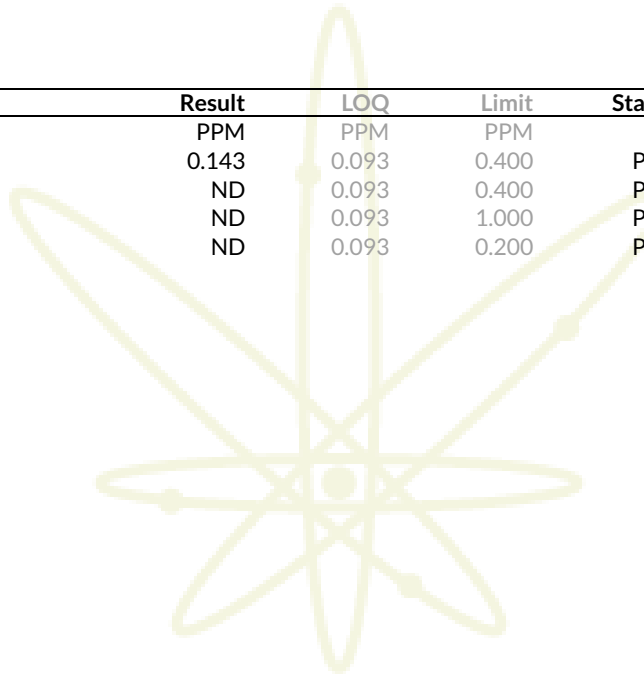 Result LOQ Limit Sta
PPM PPM PPM
0.143 0.093 0.400 P
ND 0.093 0.400 P
ND 0.093 1.000 P
ND 0.093 0.200 P